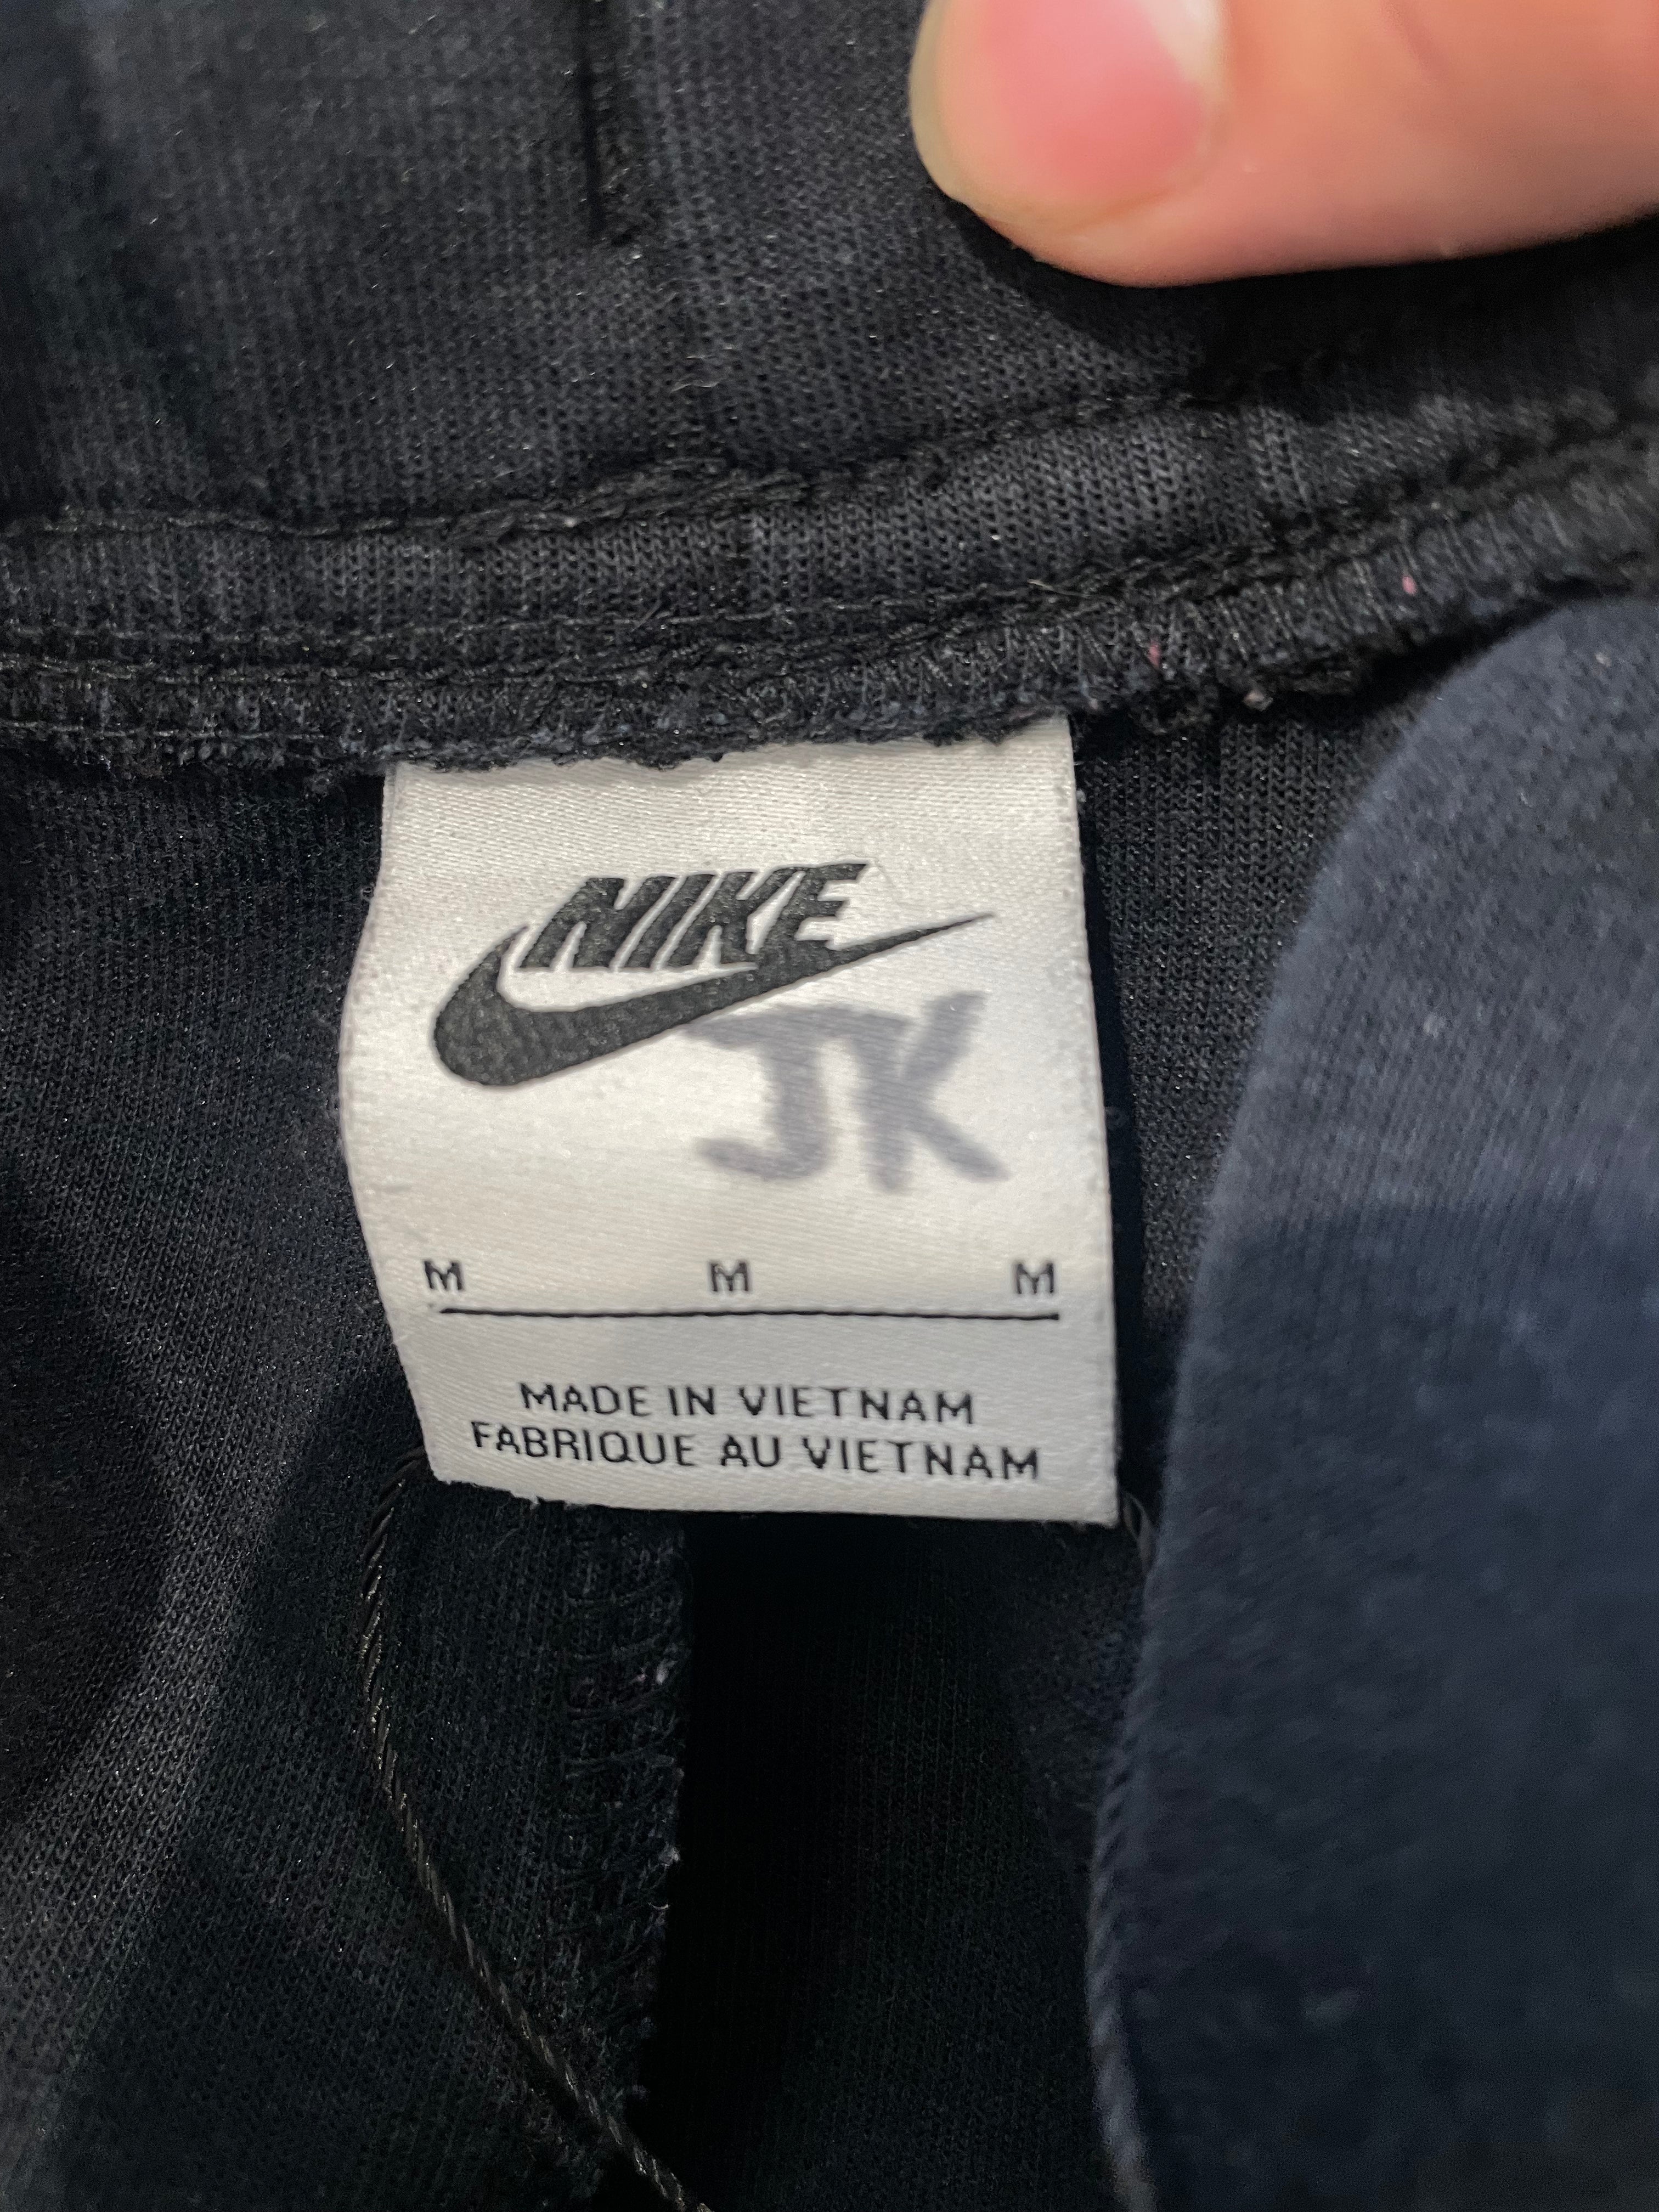 NIKE
JK
M M M
MADE IN VIETNAM
FABRIQUE AU VIETNAM